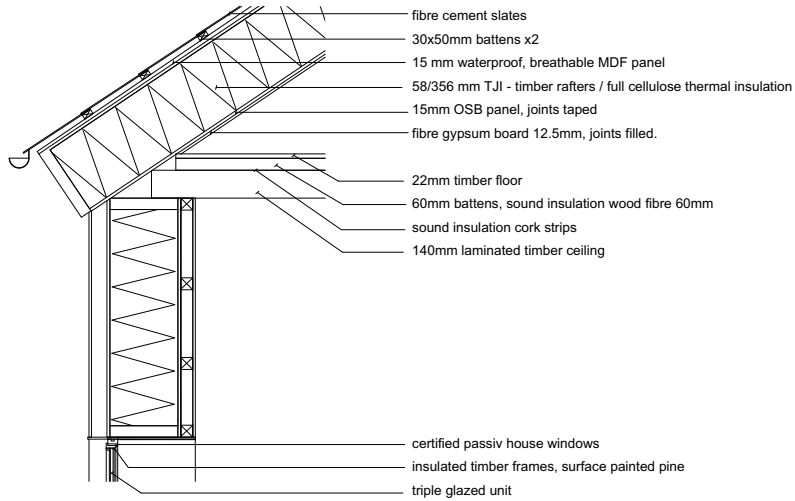 fibre cement slates
30x50mm battens x2
15 mm waterproof, breathable MDF panel
58/356 mm TJI - timber rafters / full cellulose thermal insulation
15mm OSB panel, joints taped
fibre gypsum board 12.5mm, joints filled.
22mm timber floor
60mm battens, sound insulation wood fibre 60mm
sound insulation cork strips
140mm laminated timber ceiling
certified passiv house windows
insulated timber frames, surface painted pine
triple glazed unit